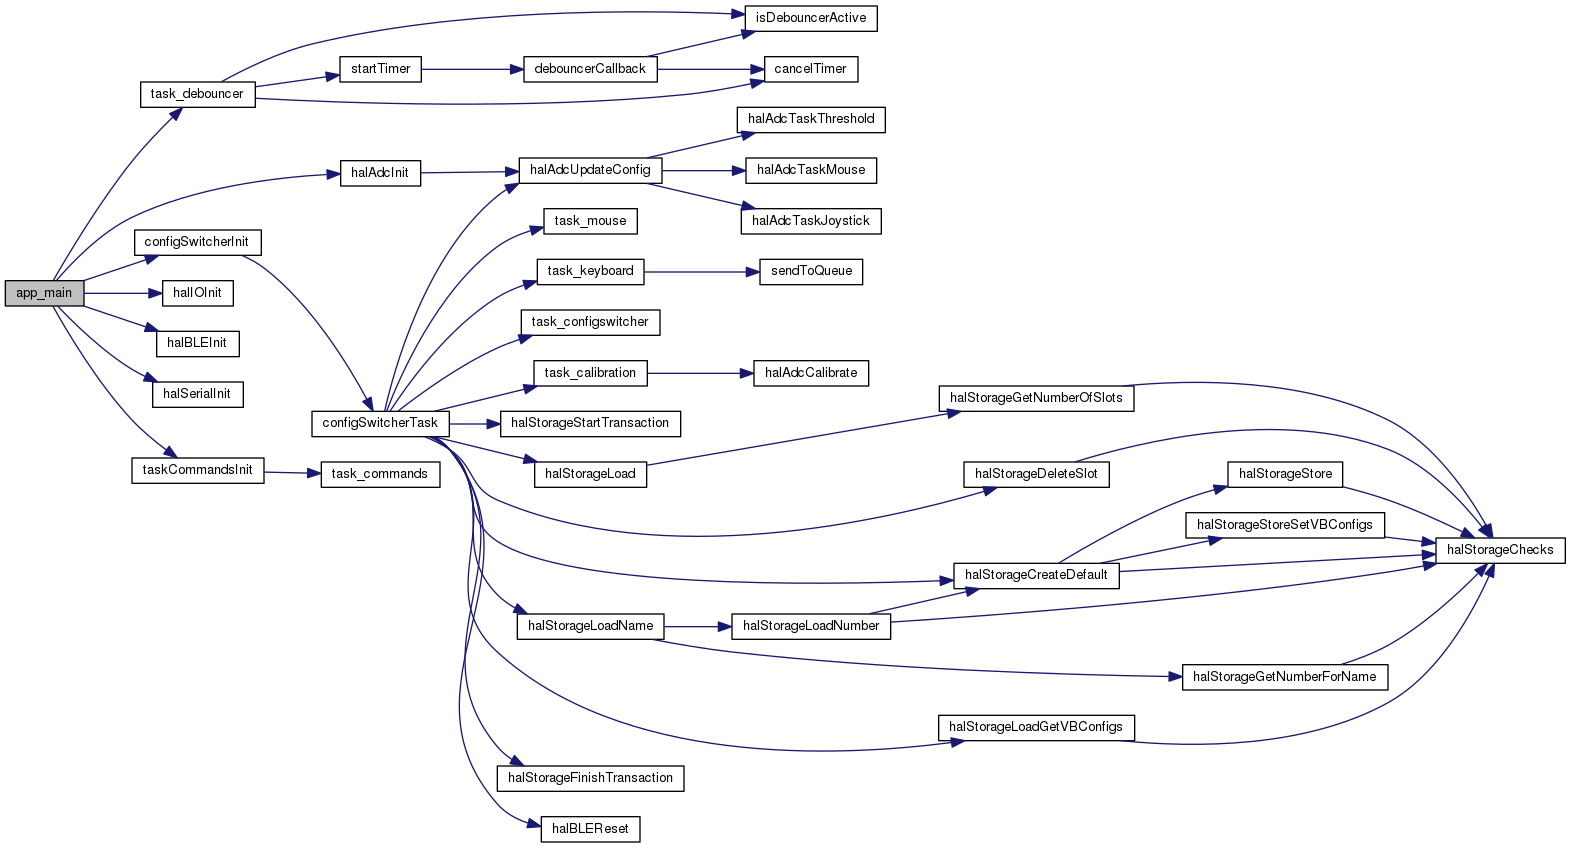 isDebouncerActive
startTimer
debouncerCallback
cancelTimer
task_debouncer
halAdcTaskThreshold
halAdcInit
halAdcUpdateConfig
halAdcTaskMouse
task_mouse
halAdcTaskJoystick
configSwitcherInit
task_keyboard
sendToQueue
app_main
halIOInit
task_configswitcher
halBLEInit
task_calibration
halAdcCalibrate
halSerialInit
halStorageGetNumberOfSlots
configSwitcherTask
halStorageStartTransaction
taskCommandsInit
task_commands
halStorageLoad
halStorageDeleteSlot
halStorageStore
halStorageStoreSetVBConfigs
halStorageChecks
halStorageCreateDefault
halStorageLoadName
halStorageLoadNumber
halStorageGetNumberForName
halStorageLoadGetVBConfigs
halStorageFinishTransaction
halBLEReset